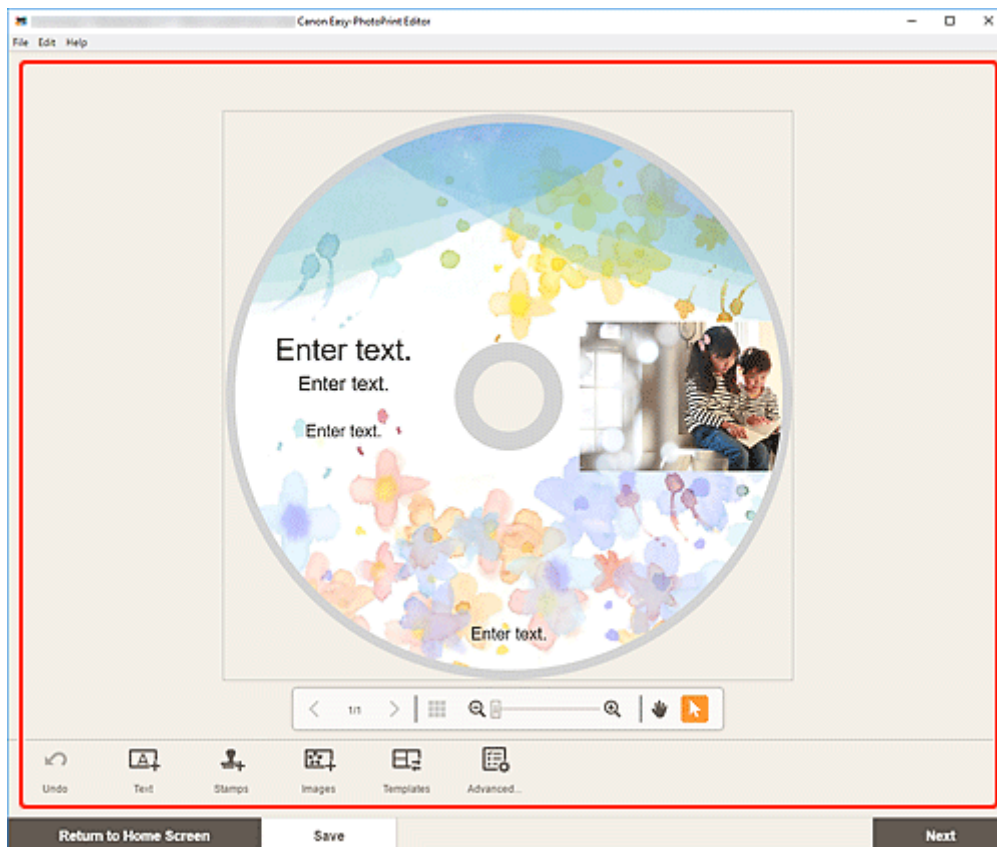 Canon Easy-PhotoPrint Editor
File Edit Help
Enter text.
Enter text.
Enter text.
Enter text.
1/1
Undo Text Stamps Images Templates Advanced...
Return to Home Screen Save Next